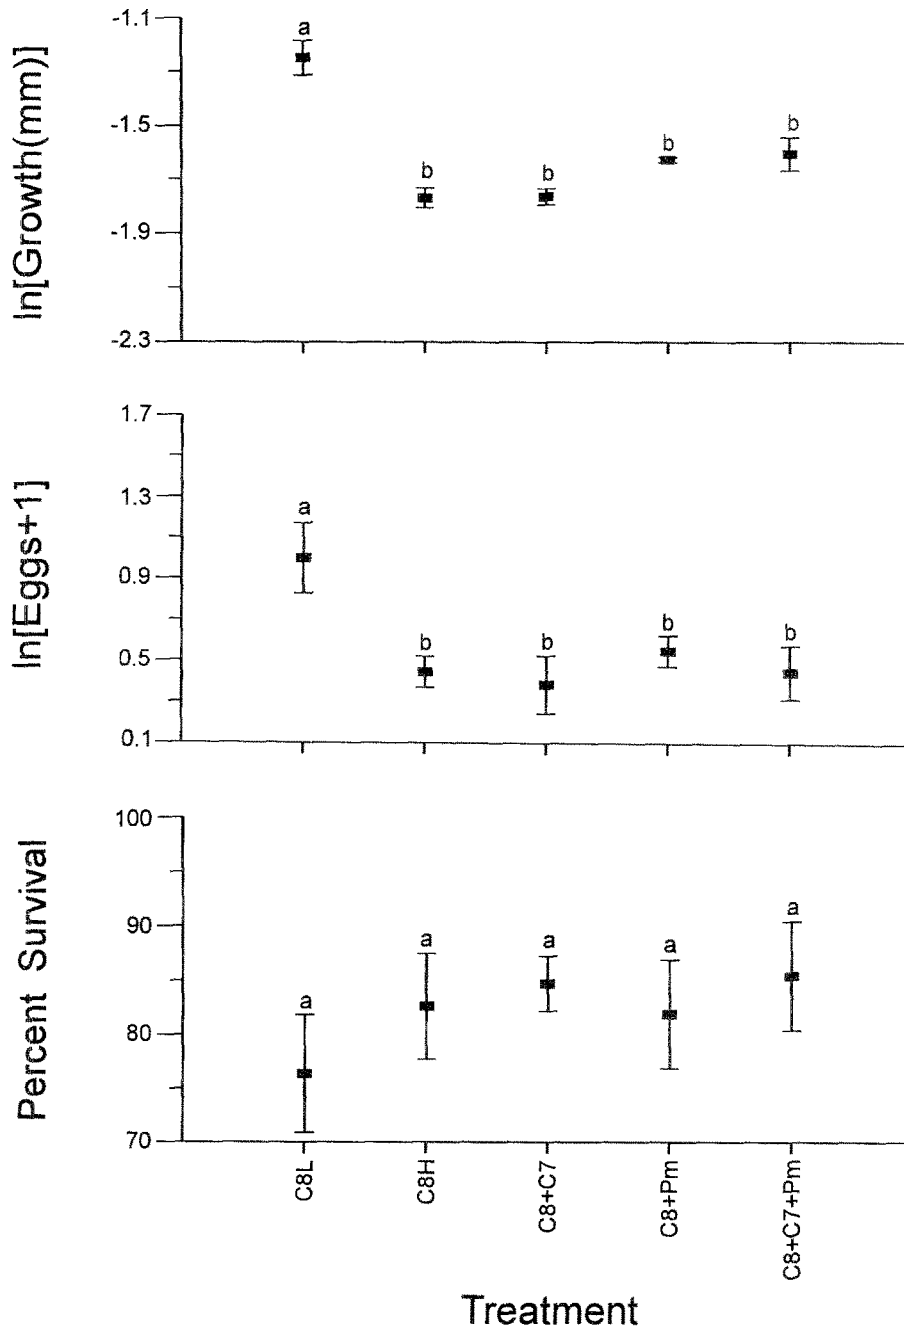 ln[Growth(mm)]
-1.1
-1.5
-1.9
-2.3
a
b
b
b
b
ln[Eggs+1]
1.7
1.3
0.9
0.5
0.1
a
b
b
b
b
Percent Survival
100
90
80
70
a
a
a
a
a
C8L
C8H
C8+C7
C8+Pm
C8+C7+Pm
Treatment